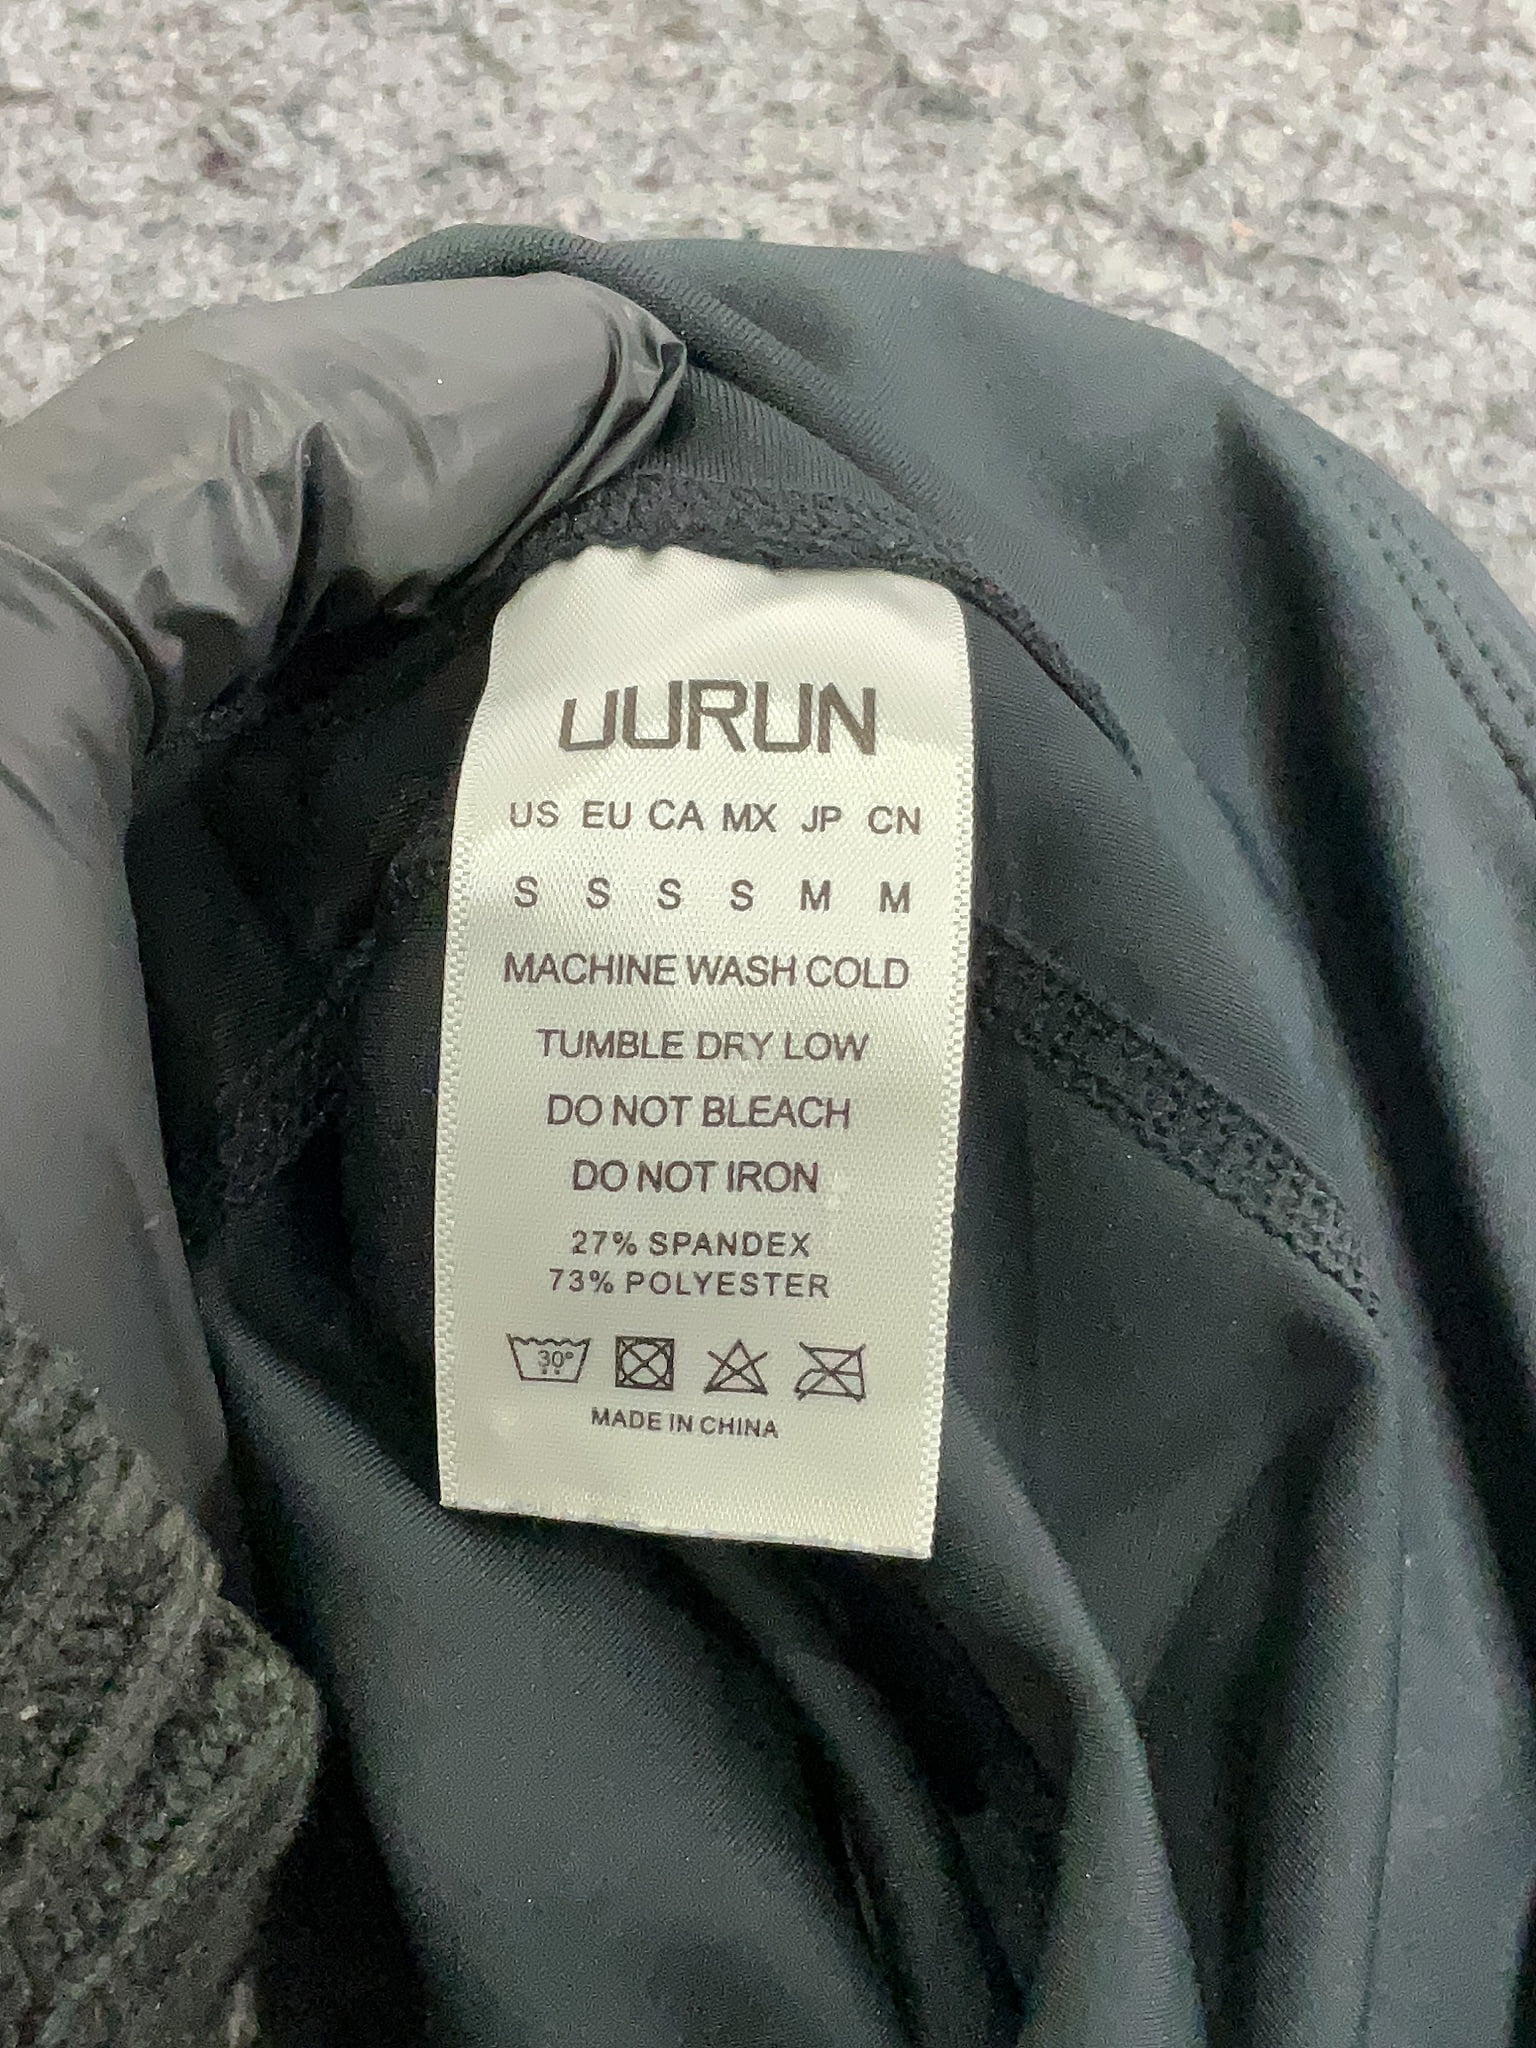 UURUN
US EU CA MX JP CN
S S S S M M
MACHINE WASH COLD
TUMBLE DRY LOW
DO NOT BLEACH
DO NOT IRON
27% SPANDEX
73% POLYESTER
30°
MADE IN CHINA